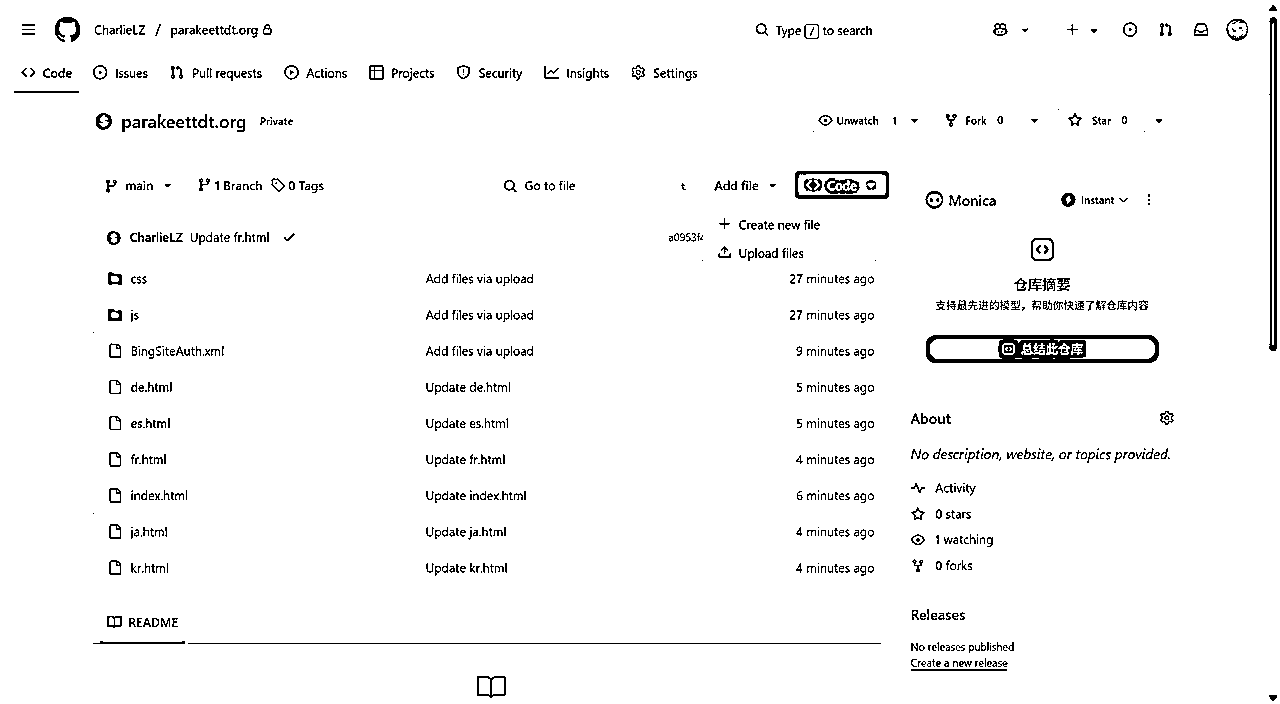 CharlieLZ / parakeettdt.org
Type / to search
Code Issues Pull requests Actions Projects Security Insights Settings
parakeettdt.org Private
Unwatch 1 Fork 0 Star 0
main 1 Branch 0 Tags Go to file t Add file Code
Create new file
Upload files
CharlieLZ Update fr.html
css Add files via upload 27 minutes ago
js Add files via upload 27 minutes ago
BingSiteAuth.xml Add files via upload 9 minutes ago
de.html Update de.html 5 minutes ago
es.html Update es.html 5 minutes ago
fr.html Update fr.html 4 minutes ago
index.html Update index.html 6 minutes ago
ja.html Update ja.html 4 minutes ago
kr.html Update kr.html 4 minutes ago
README
Monica Instant
仓库摘要
支持最先进的模型，帮助你快速了解仓库内容
总结此仓库
About
No description, website, or topics provided.
Activity
0 stars
1 watching
0 forks
Releases
No releases published
Create a new release